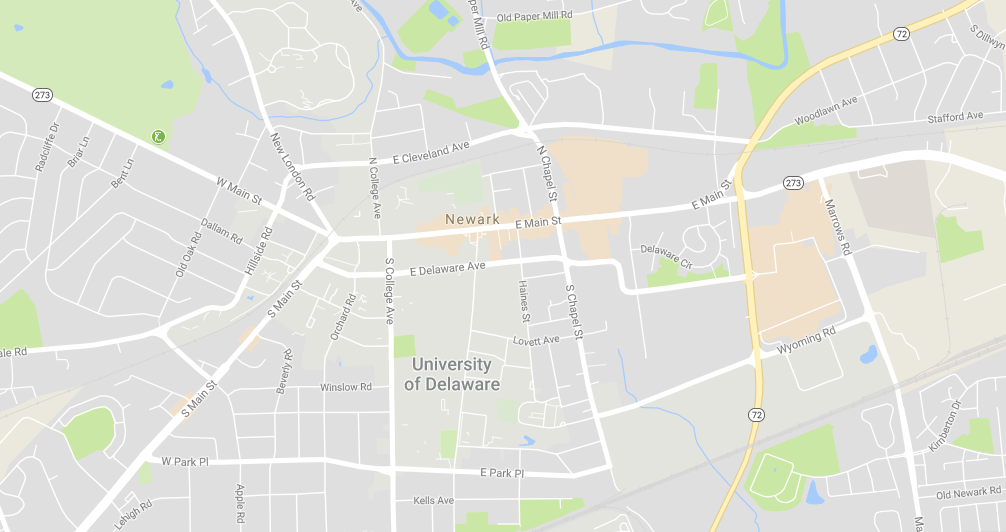 Ave
Old Paper Mill Rd
per Mill Rd
72
S Dillwyn
273
Woodlawn Ave
Stafford Ave
Radcliffe Dr
Briar Ln
Bent Ln
New London Rd
E Cleveland Ave
N College Ave
N Chapel St
W Main St
E Main St
273
Marrows Rd
Newark
E Main St
Dallam Rd
Old Oak Rd
Hillside Rd
Delaware Cir
E Delaware Ave
S College Ave
S Main St
Orchard Rd
Haines St
S Chapel St
Lovett Ave
Wyoming Rd
ale Rd
University
of Delaware
Beverly Rd
Winslow Rd
S Main St
72
Kimberton Dr
W Park Pl
E Park Pl
Apple Rd
Lehigh Rd
Kells Ave
Old Newark Rd
Ma